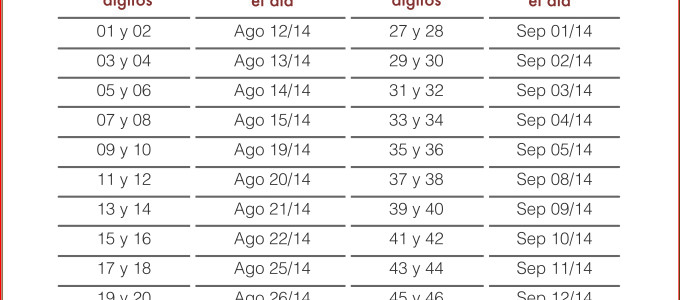 dígitos el día dígitos el día
01 y 02 Ago 12/14 27 y 28 Sep 01/14
03 y 04 Ago 13/14 29 y 30 Sep 02/14
05 y 06 Ago 14/14 31 y 32 Sep 03/14
07 y 08 Ago 15/14 33 y 34 Sep 04/14
09 y 10 Ago 19/14 35 y 36 Sep 05/14
11 y 12 Ago 20/14 37 y 38 Sep 08/14
13 y 14 Ago 21/14 39 y 40 Sep 09/14
15 y 16 Ago 22/14 41 y 42 Sep 10/14
17 y 18 Ago 25/14 43 y 44 Sep 11/14
19 y 20 Ago 26/14 45 y 46 Sep 12/14